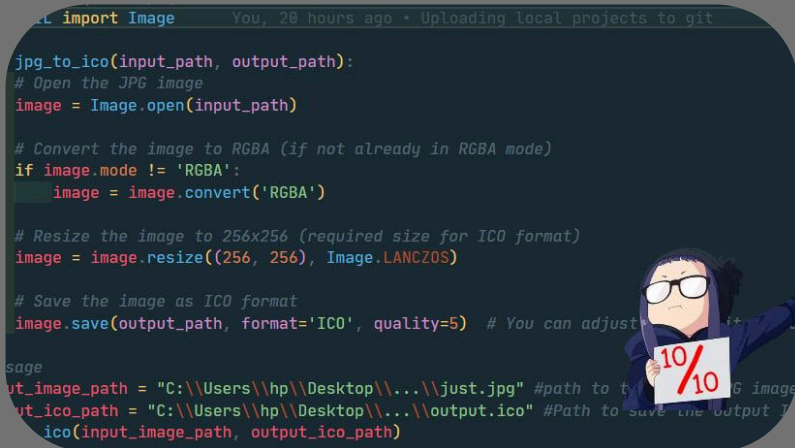 import Image You, 20 hours ago • Uploading local projects to git
jpg_to_ico(input_path, output_path):
# Open the JPG image
image = Image.open(input_path)
# Convert the image to RGBA (if not already in RGBA mode)
if image.mode != 'RGBA':
image = image.convert('RGBA')
# Resize the image to 256x256 (required size for ICO format)
image = image.resize((256, 256), Image.LANCZOS)
# Save the image as ICO format
image.save(output_path, format='ICO', quality=5) # You can adjust
sage
ut_image_path = "C:\\Users\\hp\\Desktop\\...\\just.jpg" #path to image
ut_ico_path = "C:\\Users\\hp\\Desktop\\...\\output.ico" #Path to save the output
ico(input_image_path, output_ico_path)
10/10